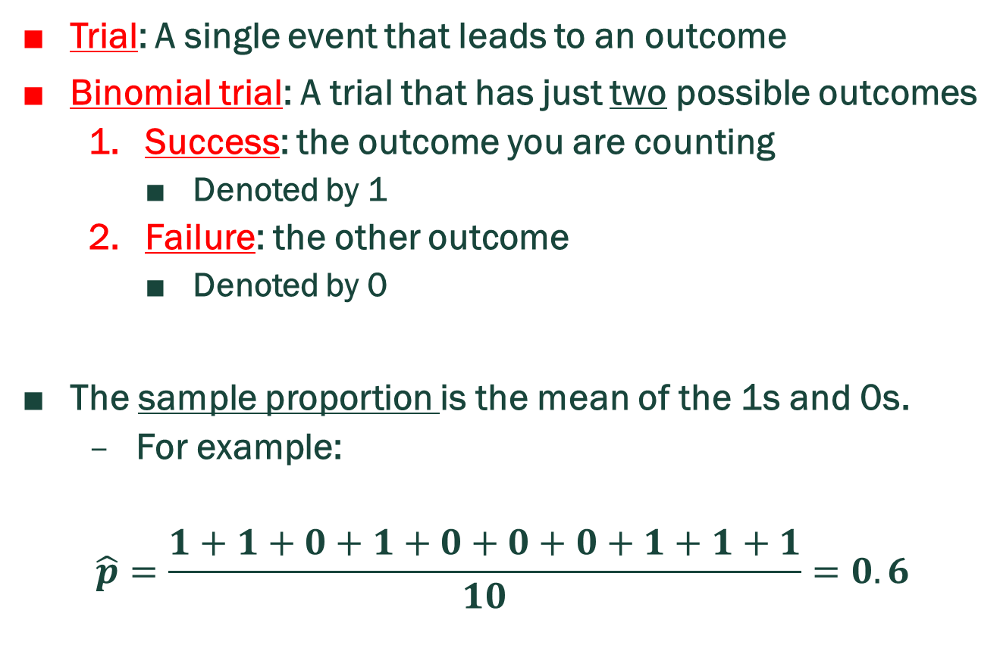 ■ Trial: A single event that leads to an outcome
■ Binomial trial: A trial that has just two possible outcomes
1. Success: the outcome you are counting
■ Denoted by 1
2. Failure: the other outcome
■ Denoted by 0
■ The sample proportion is the mean of the 1s and 0s.
– For example:
p̂ = (1 + 1 + 0 + 1 + 0 + 0 + 0 + 1 + 1 + 1) / 10 = 0.6